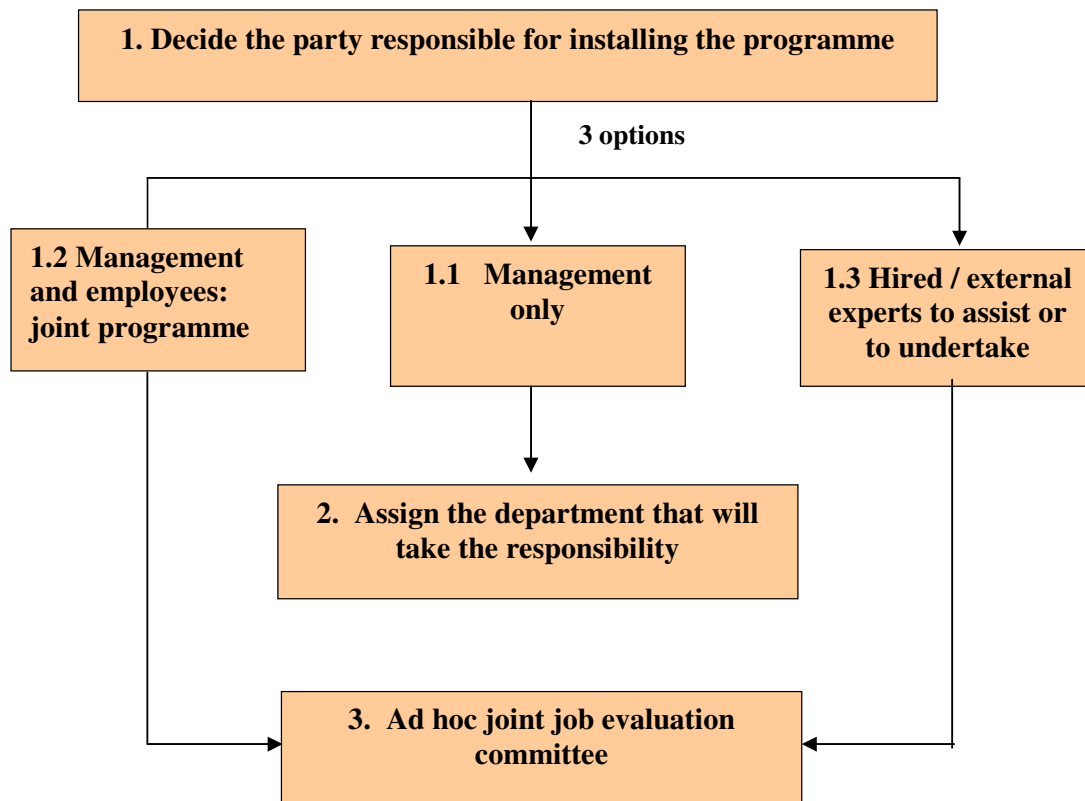 1. Decide the party responsible for installing the programme
3 options
1.2 Management
and employees:
joint programme
1.1 Management
only
1.3 Hired / external
experts to assist or
to undertake
2. Assign the department that will
take the responsibility
3. Ad hoc joint job evaluation
committee